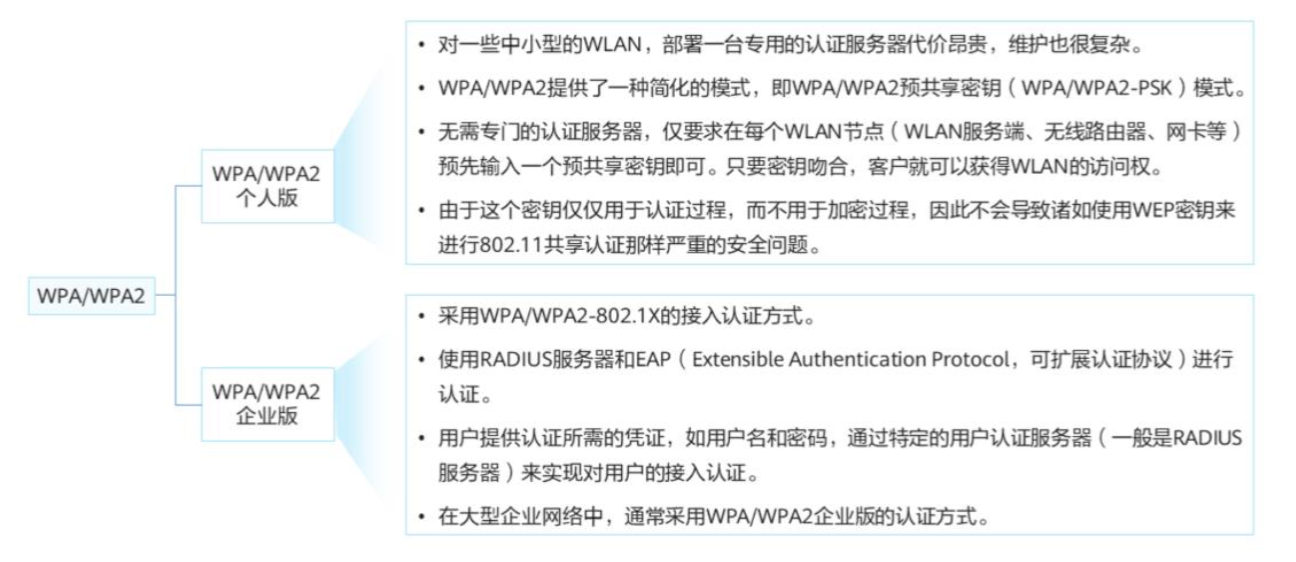 • 对一些中小型的WLAN，部署一台专用的认证服务器代价昂贵，维护也很复杂。
• WPA/WPA2提供了一种简化的模式，即WPA/WPA2预共享密钥（WPA/WPA2-PSK）模式。
• 无需专门的认证服务器，仅要求在每个WLAN节点（WLAN服务端、无线路由器、网卡等）
预先输入一个预共享密钥即可。只要密钥吻合，客户就可以获得WLAN的访问权。
• 由于这个密钥仅仅用于认证过程，而不用于加密过程，因此不会导致诸如使用WEP密钥来
进行802.11共享认证那样严重的安全问题。
WPA/WPA2
个人版
WPA/WPA2
• 采用WPA/WPA2-802.1X的接入认证方式。
• 使用RADIUS服务器和EAP（Extensible Authentication Protocol，可扩展认证协议）进行
认证。
• 用户提供认证所需的凭证，如用户名和密码，通过特定的用户认证服务器（一般是RADIUS
服务器）来实现对用户的接入认证。
• 在大型企业网络中，通常采用WPA/WPA2企业版的认证方式。
WPA/WPA2
企业版